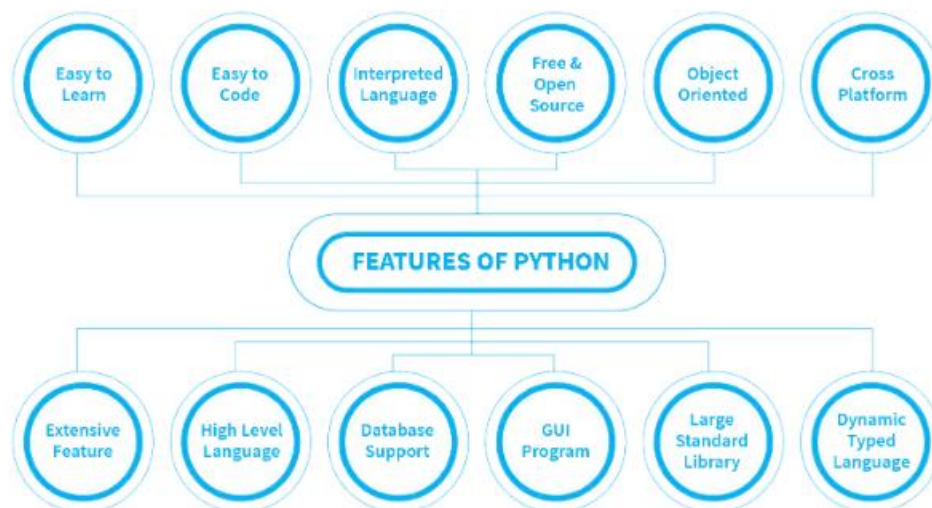 Easy to
Learn
Easy to
Code
Interpreted
Language
Free &
Open
Source
Object
Oriented
Cross
Platform
FEATURES OF PYTHON
Extensive
Feature
High Level
Language
Database
Support
GUI
Program
Large
Standard
Library
Dynamic
Typed
Language